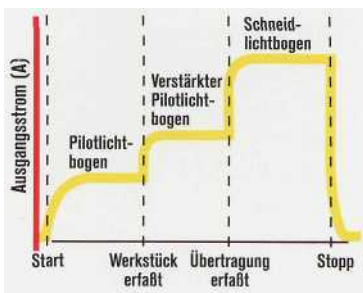 Ausgangsstrom (A)
Schneid-
lichtbogen
Verstärkter
Pilotlicht-
bogen
Pilotlicht-
bogen
Start
Werkstück
erfaßt
Übertragung
erfaßt
Stopp